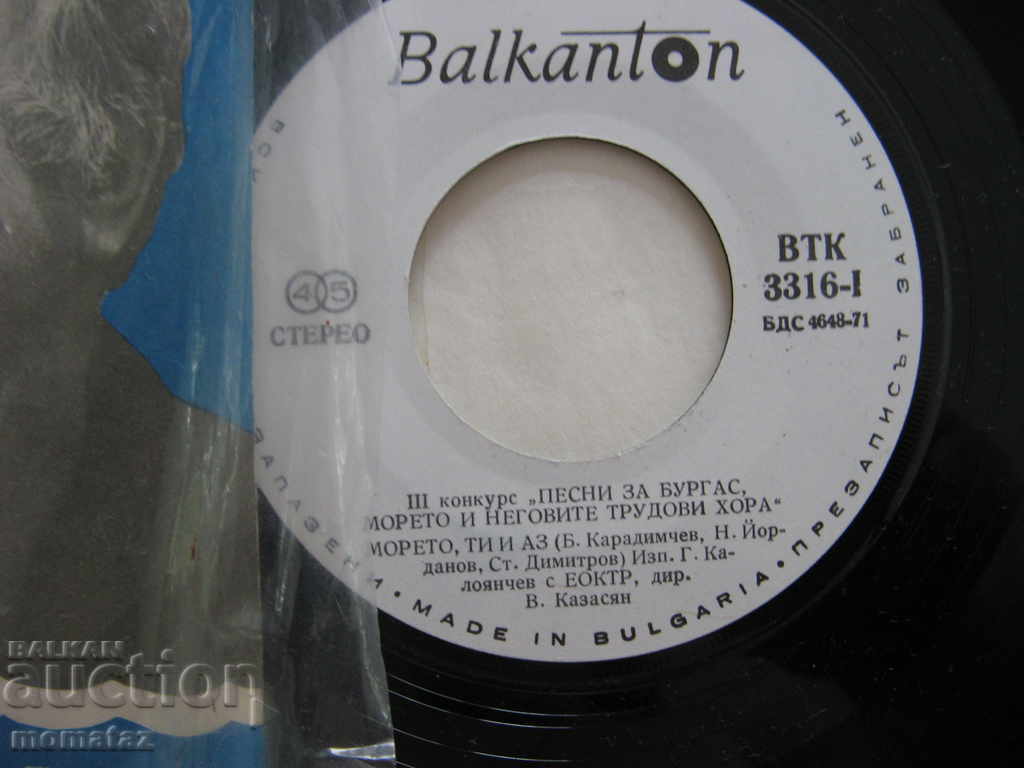 Balkanton
ВТК
3316-I
БДС 4648-71
45
СТЕРЕО
III конкурс „ПЕСНИ ЗА БУРГАС,
МОРЕТО И НЕГОВИТЕ ТРУДОВИ ХОРА“
МОРЕТО, ТИ И АЗ (Б. Карадимчев, Н. Йор-
данов, Ст. Димитров) Изп. Г. Ка-
лоянчев с ЕОКТР, дир.
В. Казасян
ЗАПАЗЕНИ • MADE IN BULGARIA • ПРЕЗАПИСЪТ ЗАБРАНЕН
BALKAN
auction
momataz